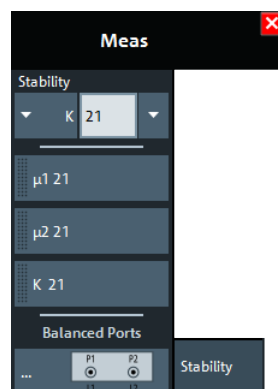 Meas
Stability
K 21
μ1 21
μ2 21
K 21
Balanced Ports
P1 P2
...
Stability